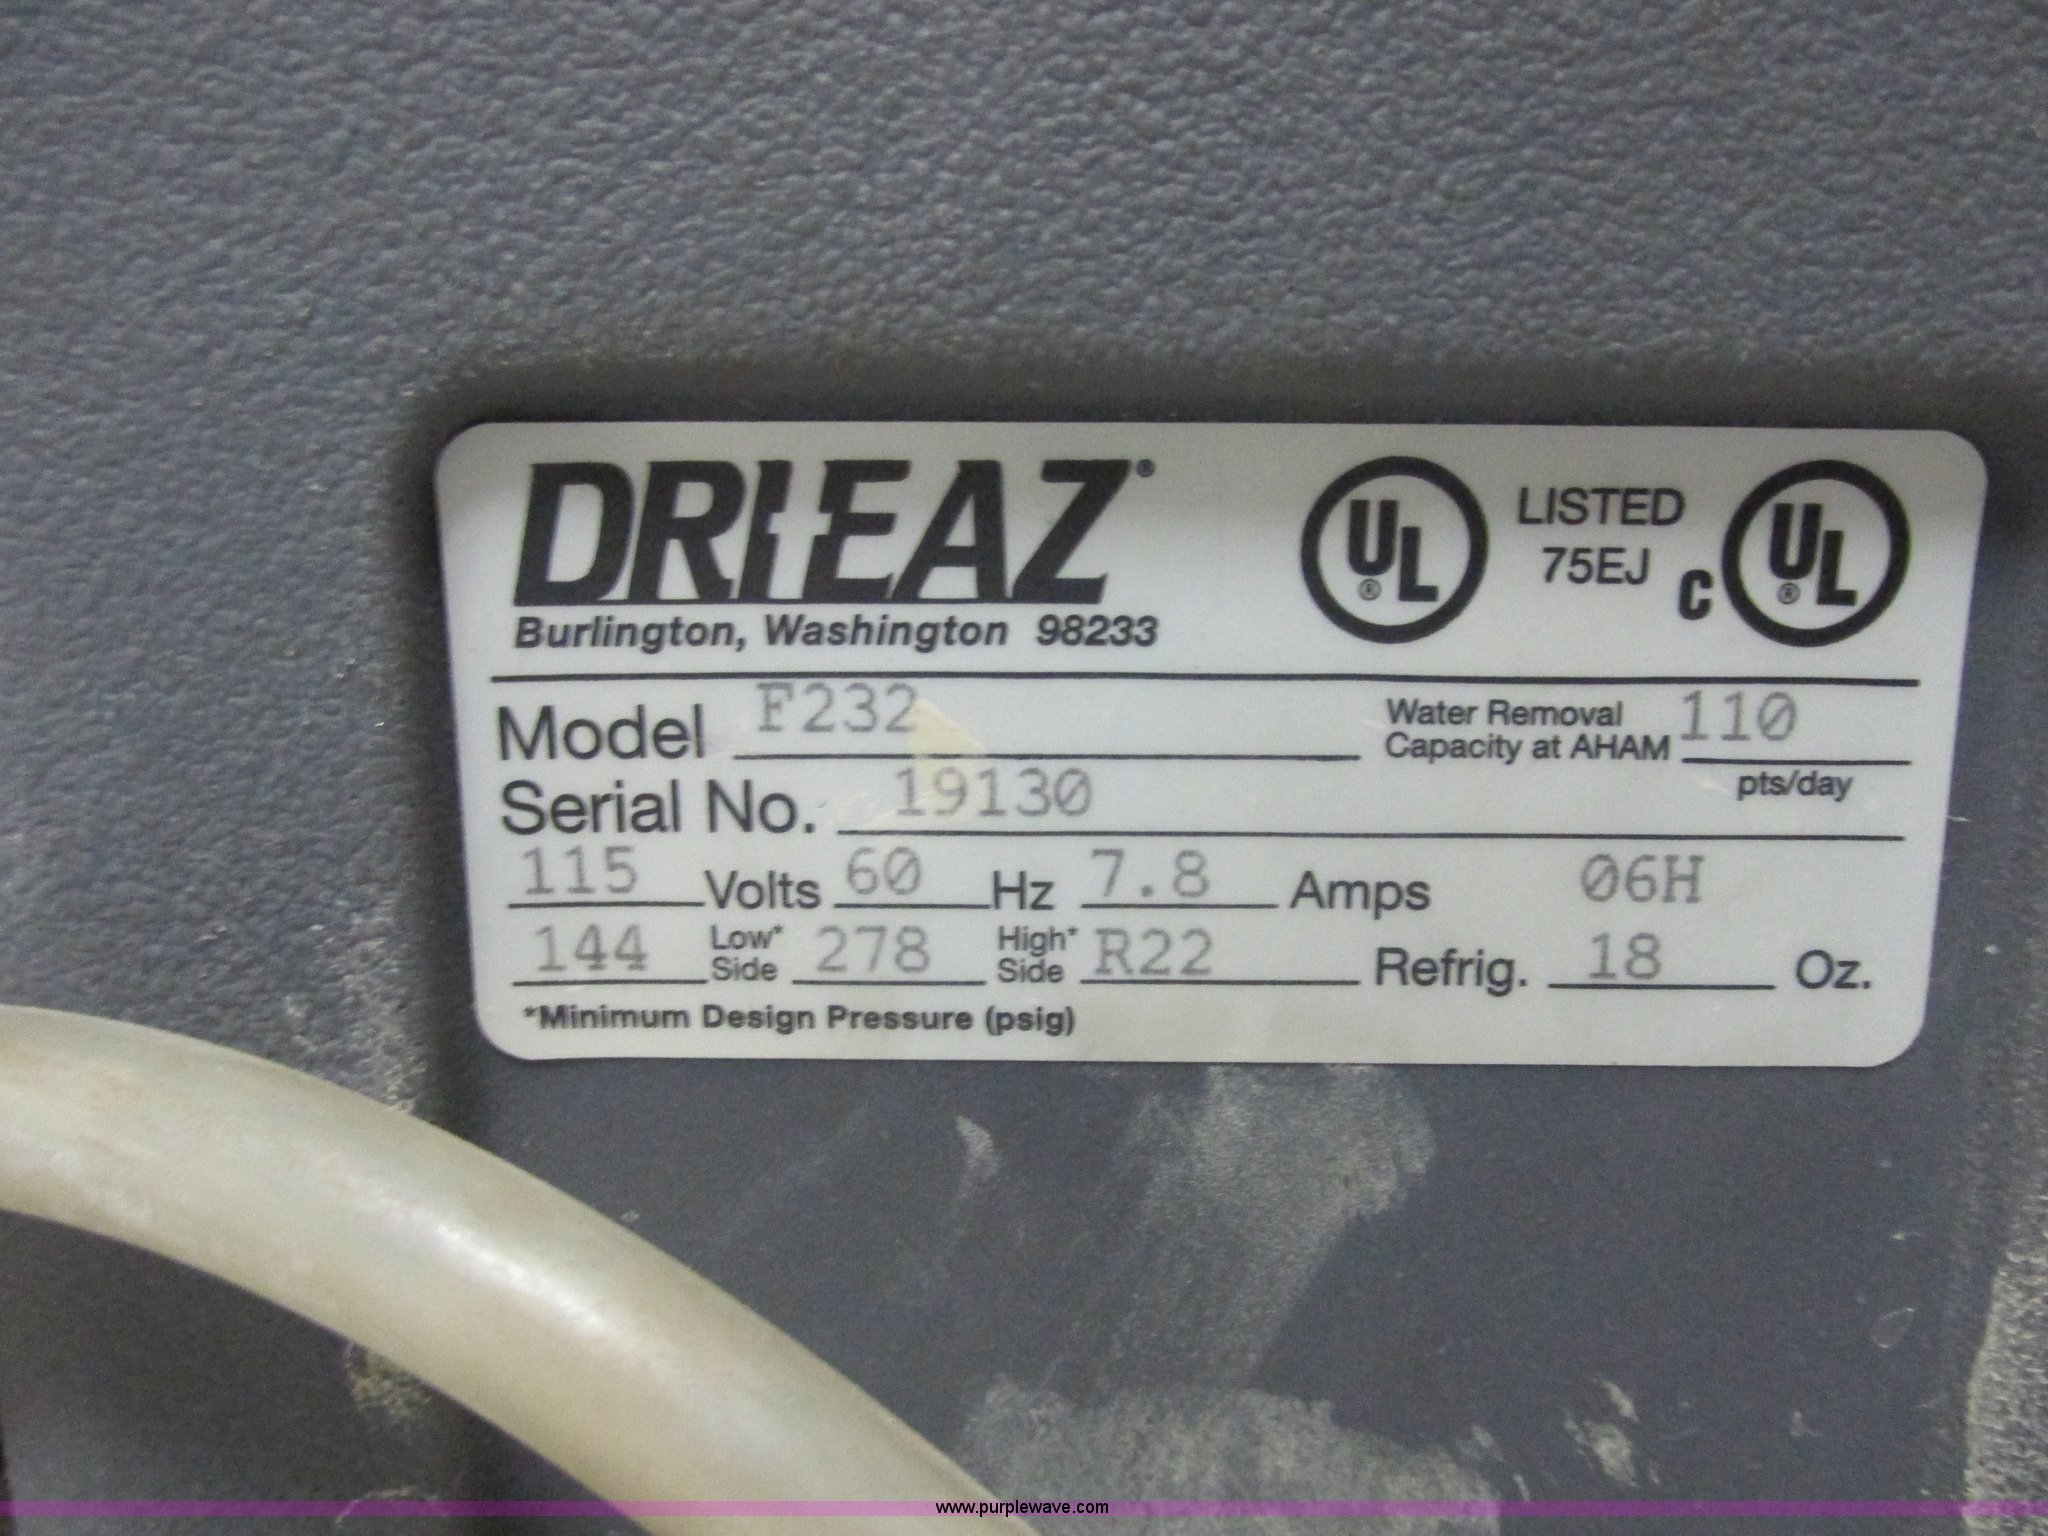 DRI-EAZ®
Burlington, Washington 98233
UL® LISTED 75EJ C UL®
Model F232
Water Removal Capacity at AHAM 110 pts/day
Serial No. 19130
115 Volts 60 Hz 7.8 Amps 06H
144 Low* Side 278 High* Side R22 Refrig. 18 Oz.
*Minimum Design Pressure (psig)
www.purplewave.com